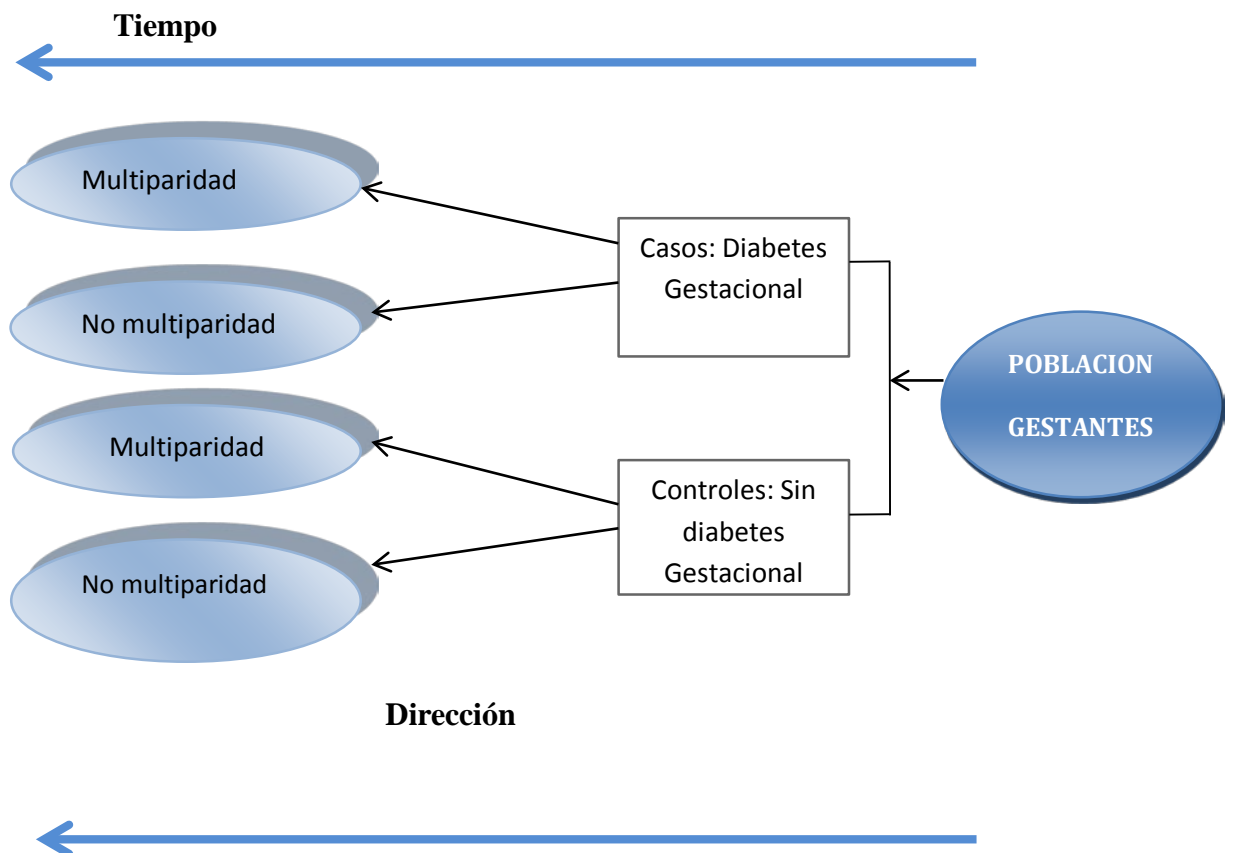 Tiempo
Multiparidad
No multiparidad
Multiparidad
No multiparidad
Casos: Diabetes
Gestacional
Controles: Sin
diabetes
Gestacional
POBLACION
GESTANTES
Dirección